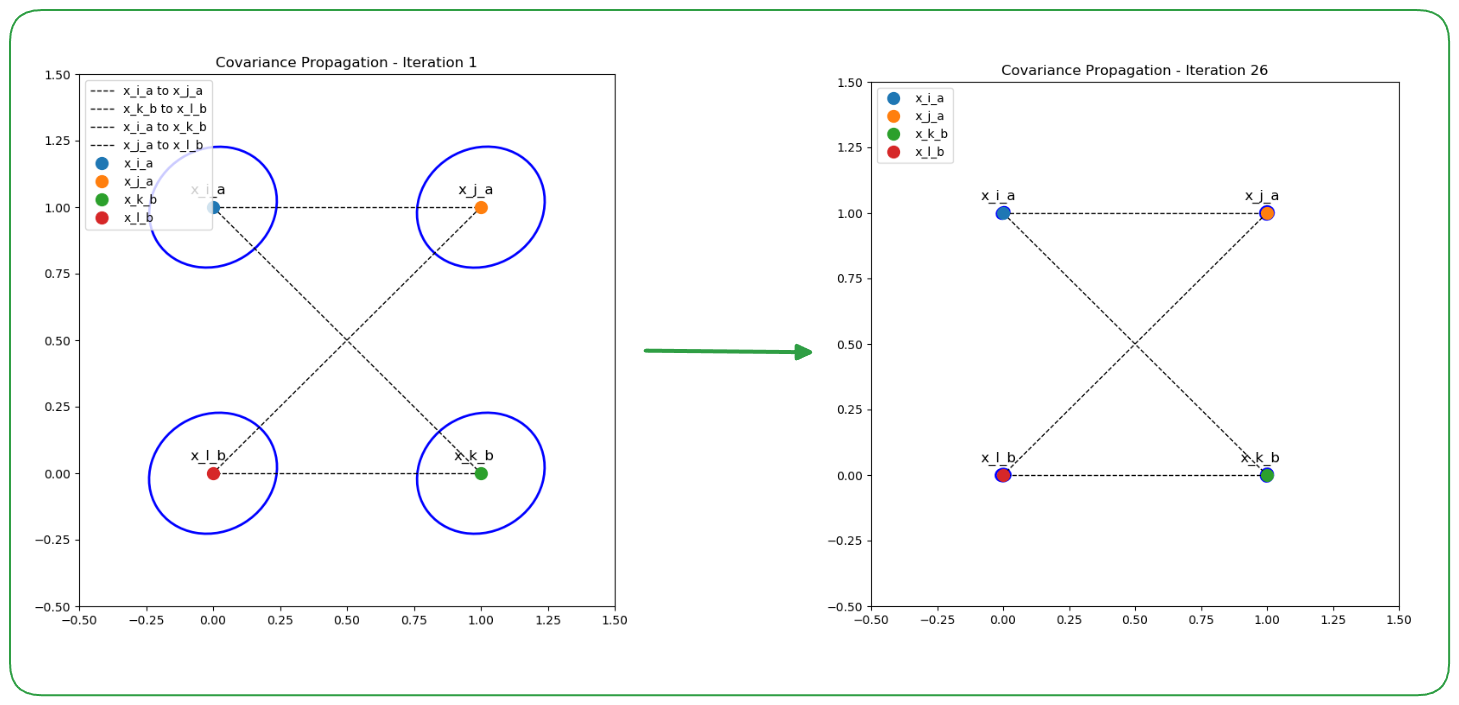 Covariance Propagation - Iteration 1
1.50
1.25
1.00
0.75
0.50
0.25
0.00
−0.25
−0.50
−0.50
−0.25
0.00
0.25
0.50
0.75
1.00
1.25
1.50
x_i_a to x_j_a
x_k_b to x_l_b
x_i_a to x_k_b
x_j_a to x_l_b
x_i_a
x_j_a
x_k_b
x_l_b
x_i_a
x_j_a
x_l_b
x_k_b
Covariance Propagation - Iteration 26
1.50
1.25
1.00
0.75
0.50
0.25
0.00
−0.25
−0.50
−0.50
−0.25
0.00
0.25
0.50
0.75
1.00
1.25
1.50
x_i_a
x_j_a
x_k_b
x_l_b
x_i_a
x_j_a
x_l_b
x_k_b